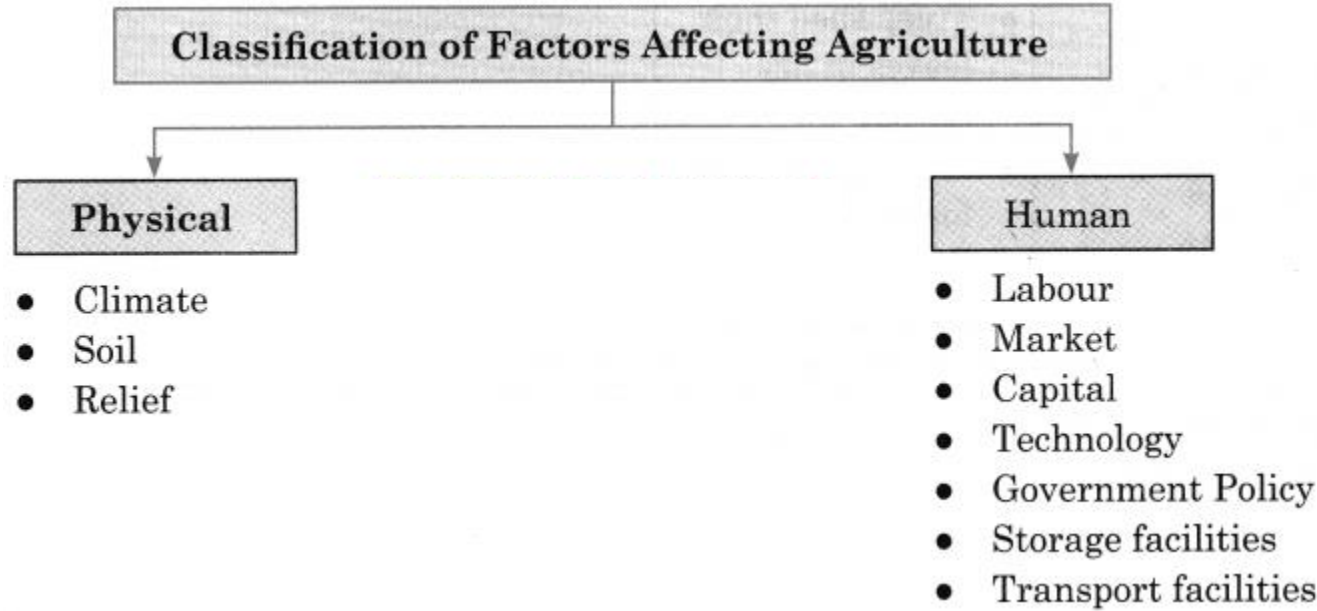 Classification of Factors Affecting Agriculture
Physical
● Climate
● Soil
● Relief
Human
● Labour
● Market
● Capital
● Technology
● Government Policy
● Storage facilities
● Transport facilities